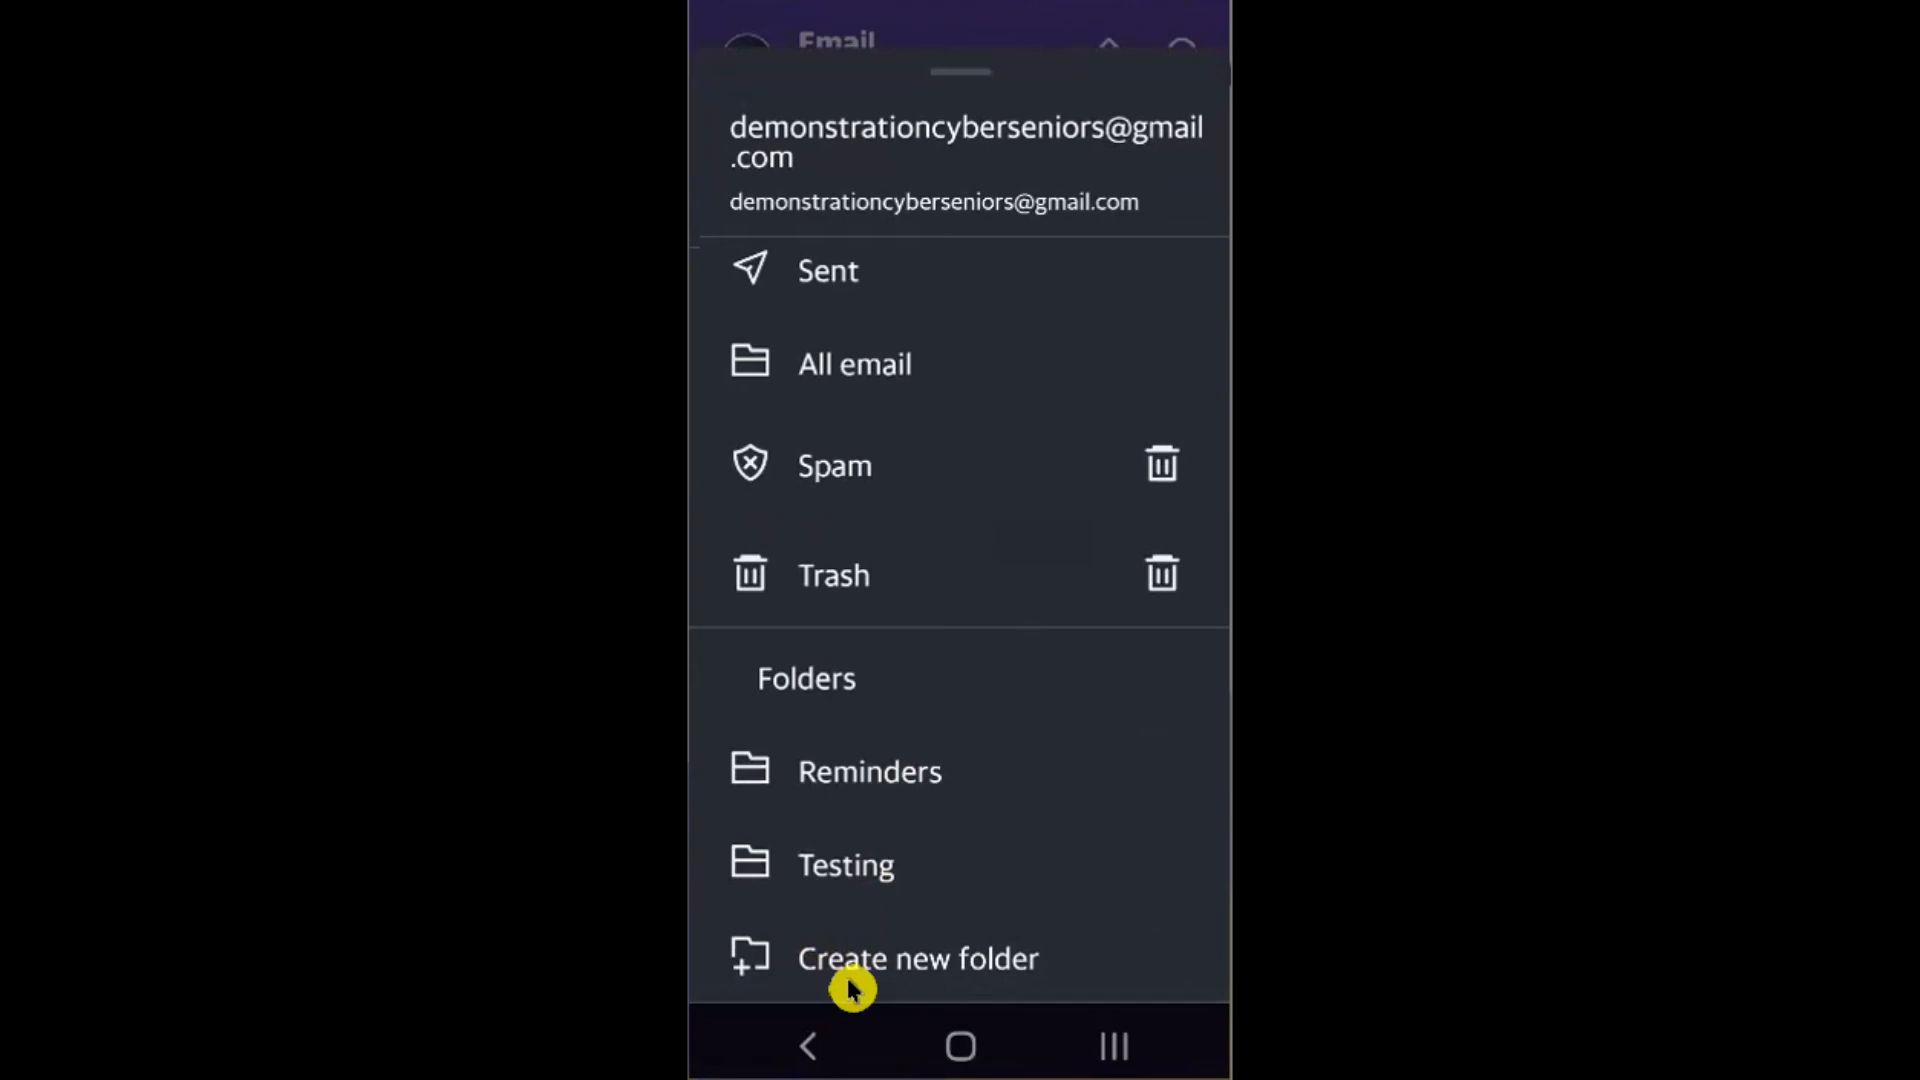 Email
demonstrationcyberseniors@gmail
.com
demonstrationcyberseniors@gmail.com
Sent
All email
Spam
Trash
Folders
Reminders
Testing
Create new folder